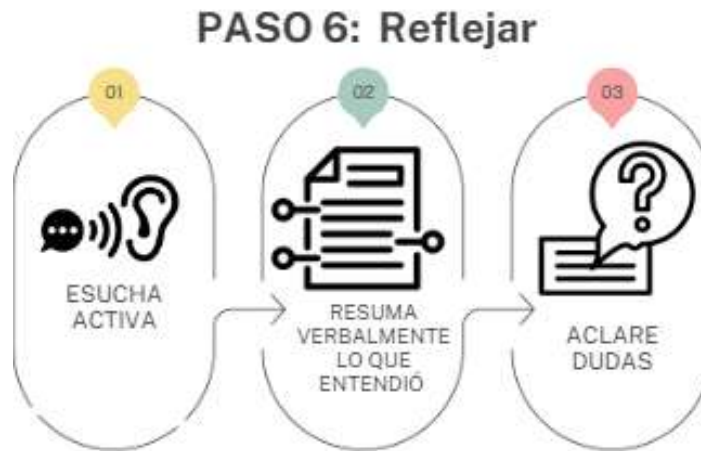 PASO 6: Reflejar
01
ESUCHA
ACTIVA
02
RESUMA
VERBALMENTE
LO QUE
ENTENDIÓ
03
ACLARE
DUDAS